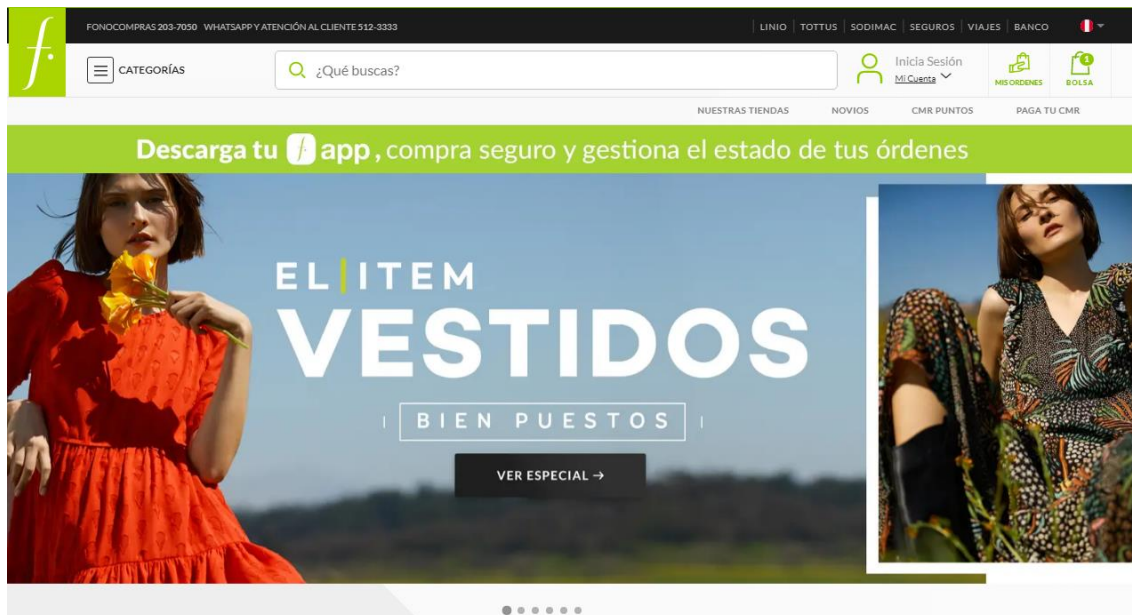 f.
FONOCOMPRAS 203-7050 WHATSAPP Y ATENCIÓN AL CLIENTE 512-3333
LINIO TOTTUS SODIMAC SEGUROS VIAJES BANCO
CATEGORÍAS
¿Qué buscas?
Inicia Sesión
Mi Cuenta
MIS ORDENES
1
BOLSA
NUESTRAS TIENDAS NOVIOS CMR PUNTOS PAGA TU CMR
Descarga tu f. app, compra seguro y gestiona el estado de tus órdenes
EL|ITEM
VESTIDOS
BIEN PUESTOS
VER ESPECIAL →